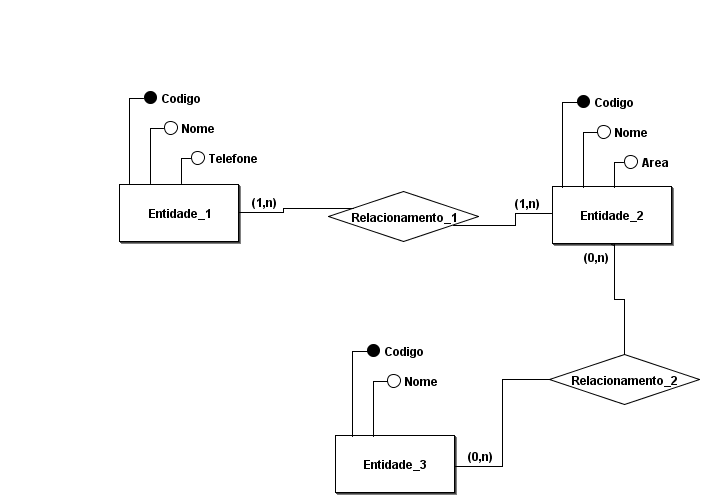 Codigo
Codigo
Nome
Nome
Telefone
Area
(1,n)
(1,n)
Entidade_1
Relacionamento_1
Entidade_2
(0,n)
Codigo
Nome
Relacionamento_2
(0,n)
Entidade_3